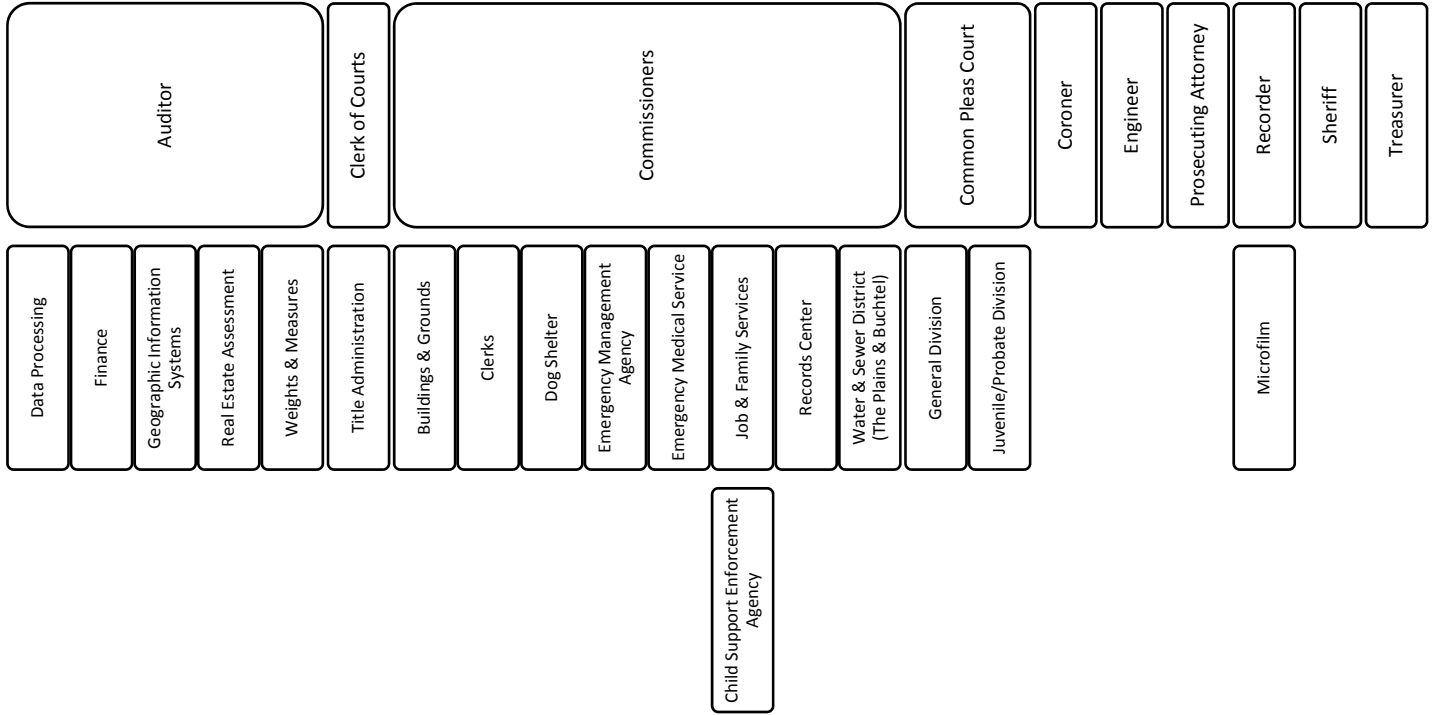 Auditor
Clerk of Courts
Commissioners
Common Pleas Court
Coroner
Engineer
Prosecuting Attorney
Recorder
Sheriff
Treasurer
Data Processing
Finance
Geographic Information
Systems
Real Estate Assessment
Weights & Measures
Title Administration
Buildings & Grounds
Clerks
Dog Shelter
Emergency Management
Agency
Emergency Medical Service
Job & Family Services
Records Center
Water & Sewer District
(The Plains & Buchtel)
General Division
Juvenile/Probate Division
Microfilm
Child Support Enforcement
Agency